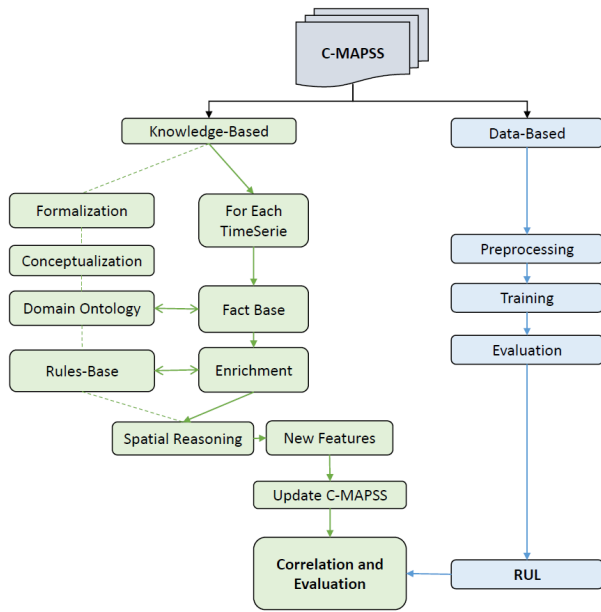 C-MAPSS
Knowledge-Based
Data-Based
Formalization
For Each
TimeSerie
Conceptualization
Preprocessing
Domain Ontology
Fact Base
Training
Rules-Base
Enrichment
Evaluation
Spatial Reasoning
New Features
Update C-MAPSS
Correlation and
Evaluation
RUL